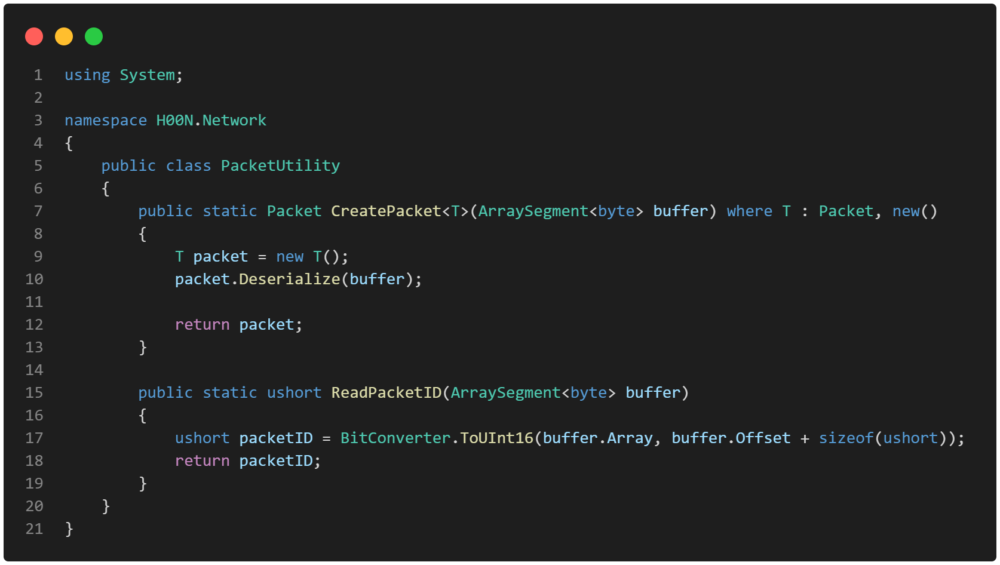 1 using System;
2
3 namespace H00N.Network
4 {
5     public class PacketUtility
6     {
7         public static Packet CreatePacket<T>(ArraySegment<byte> buffer) where T : Packet, new()
8         {
9             T packet = new T();
10             packet.Deserialize(buffer);
11
12             return packet;
13         }
14
15         public static ushort ReadPacketID(ArraySegment<byte> buffer)
16         {
17             ushort packetID = BitConverter.ToUInt16(buffer.Array, buffer.Offset + sizeof(ushort));
18             return packetID;
19         }
20     }
21 }